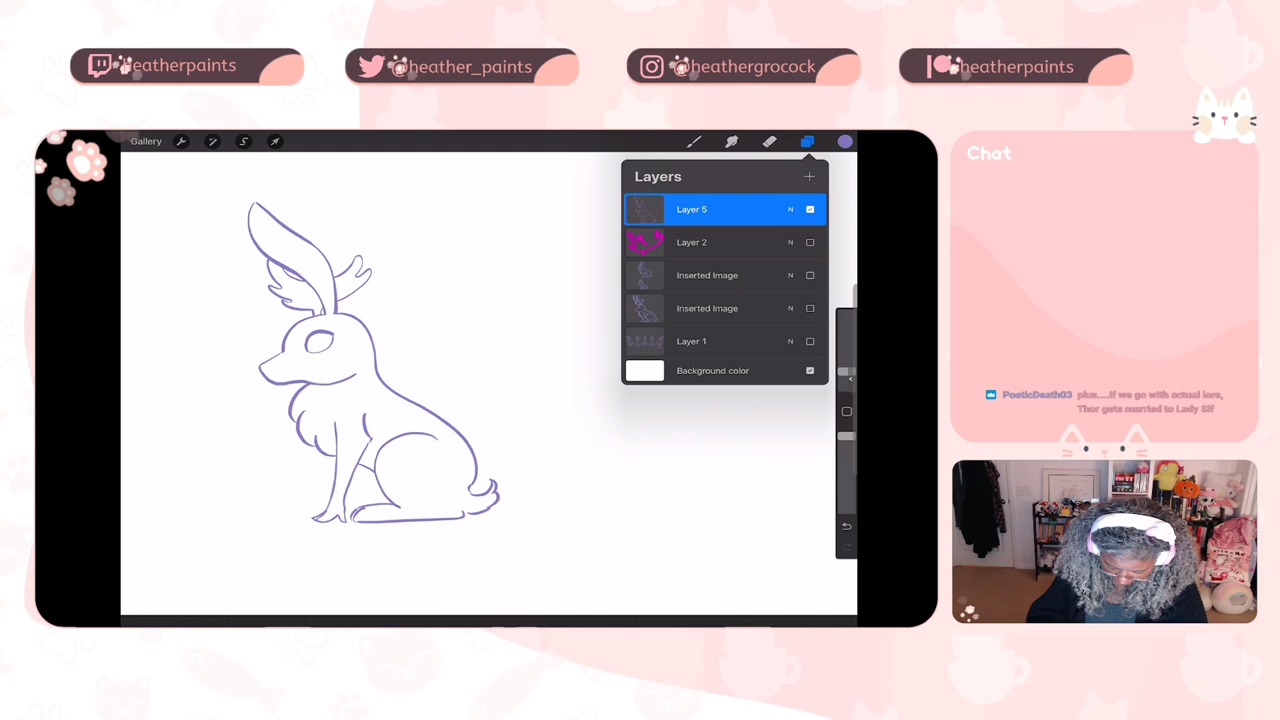 heatherpaints
@heather_paints
@heathergrocock
heatherpaints
Gallery
Layers
Layer 5 N
Layer 2 N
Inserted Image N
Inserted Image N
Layer 1 N
Background color
Chat
PoeticDeath03 plus....if we go with actual lore,
Thor gets married to Lady Sif